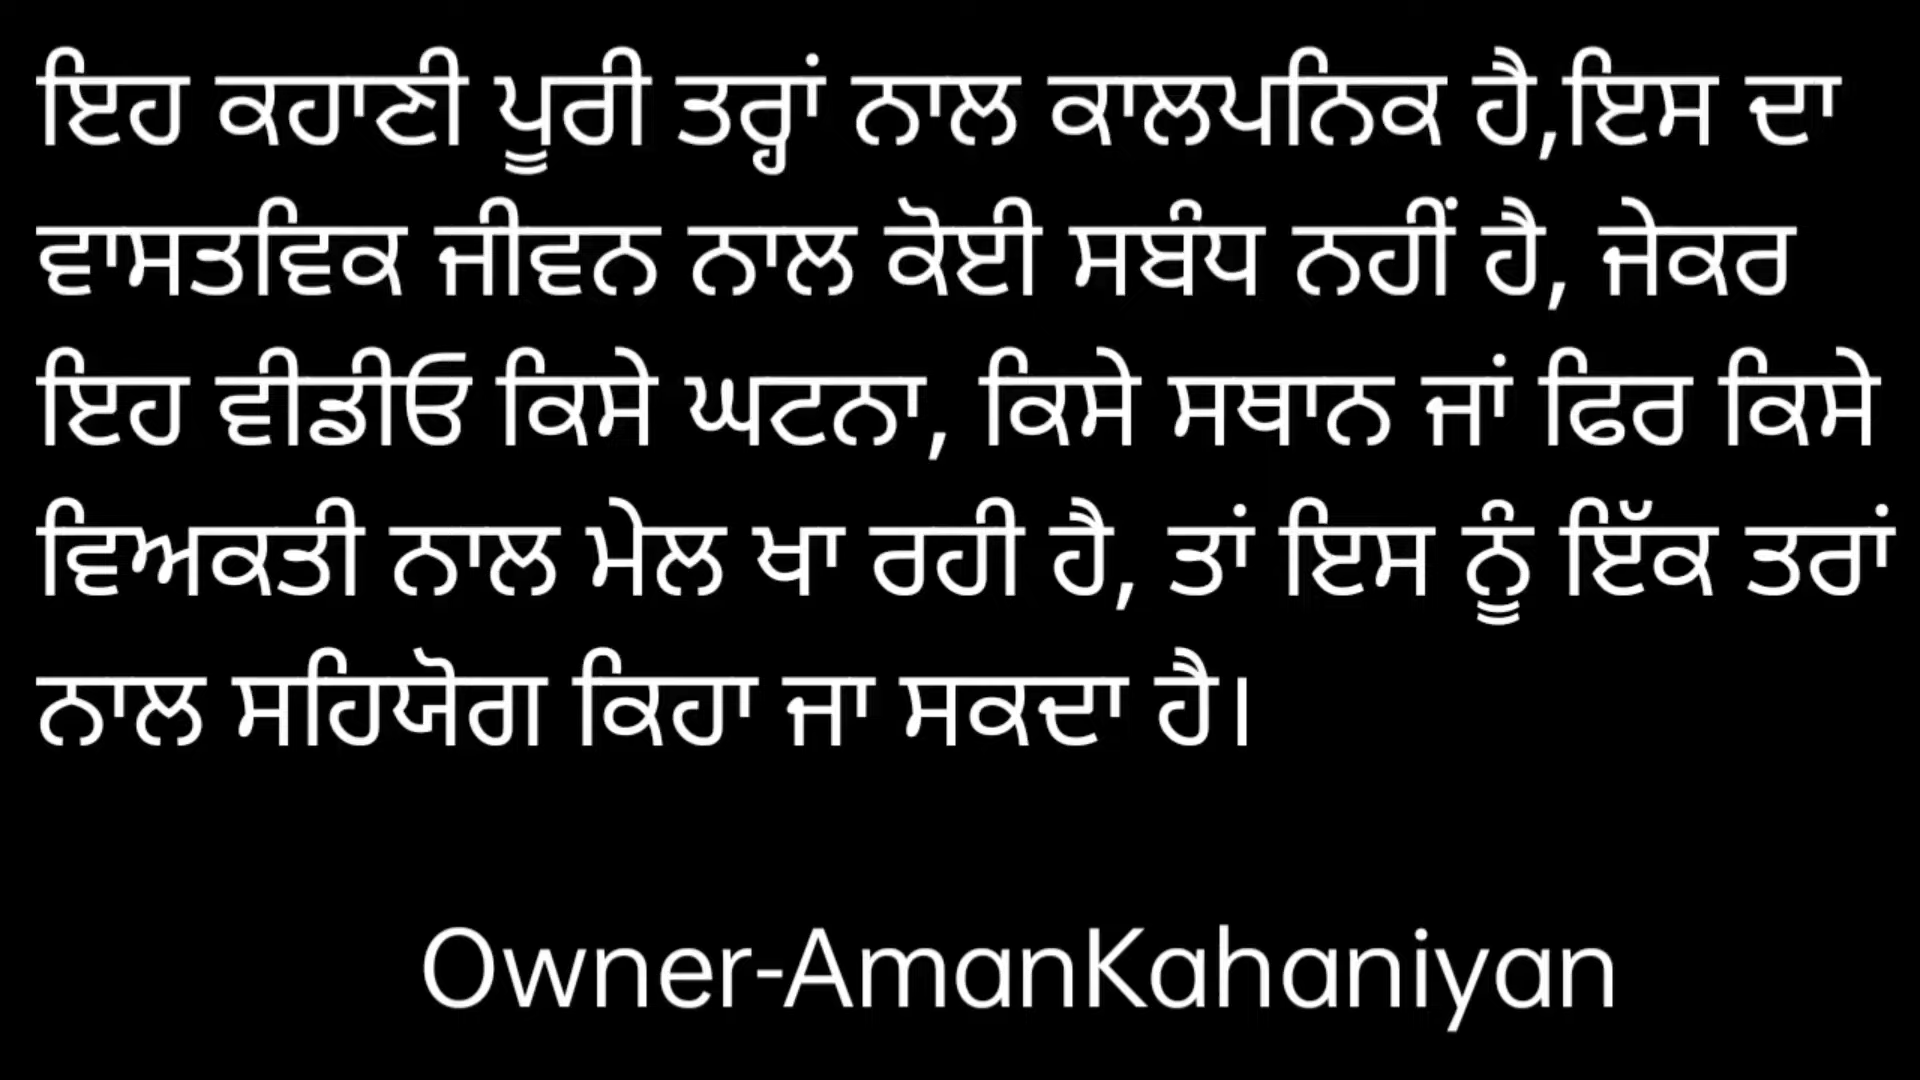 ਇਹ ਕਹਾਣੀ ਪੂਰੀ ਤਰ੍ਹਾਂ ਨਾਲ ਕਾਲਪਨਿਕ ਹੈ,ਇਸ ਦਾ
ਵਾਸਤਵਿਕ ਜੀਵਨ ਨਾਲ ਕੋਈ ਸਬੰਧ ਨਹੀਂ ਹੈ, ਜੇਕਰ
ਇਹ ਵੀਡੀਓ ਕਿਸੇ ਘਟਨਾ, ਕਿਸੇ ਸਥਾਨ ਜਾਂ ਫਿਰ ਕਿਸੇ
ਵਿਅਕਤੀ ਨਾਲ ਮੇਲ ਖਾ ਰਹੀ ਹੈ, ਤਾਂ ਇਸ ਨੂੰ ਇੱਕ ਤਰਾਂ
ਨਾਲ ਸਹਿਯੋਗ ਕਿਹਾ ਜਾ ਸਕਦਾ ਹੈ।
Owner-AmanKahaniyan